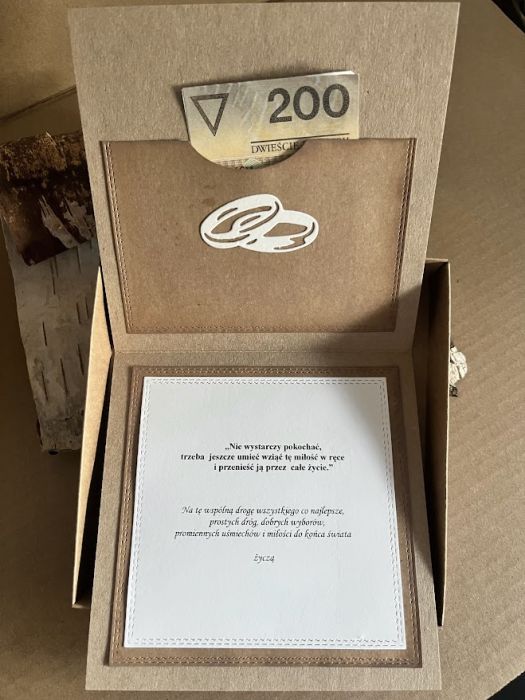 200
DWIEŚCIE
„Nie wystarczy pokochać,
trzeba jeszcze umieć wziąć tę miłość w ręce
i przenieść ją przez całe życie.”
Na tę wspólną drogę wszystkiego co najlepsze,
prostych dróg, dobrych wyborów,
promiennych uśmiechów i miłości do końca świata
życzą